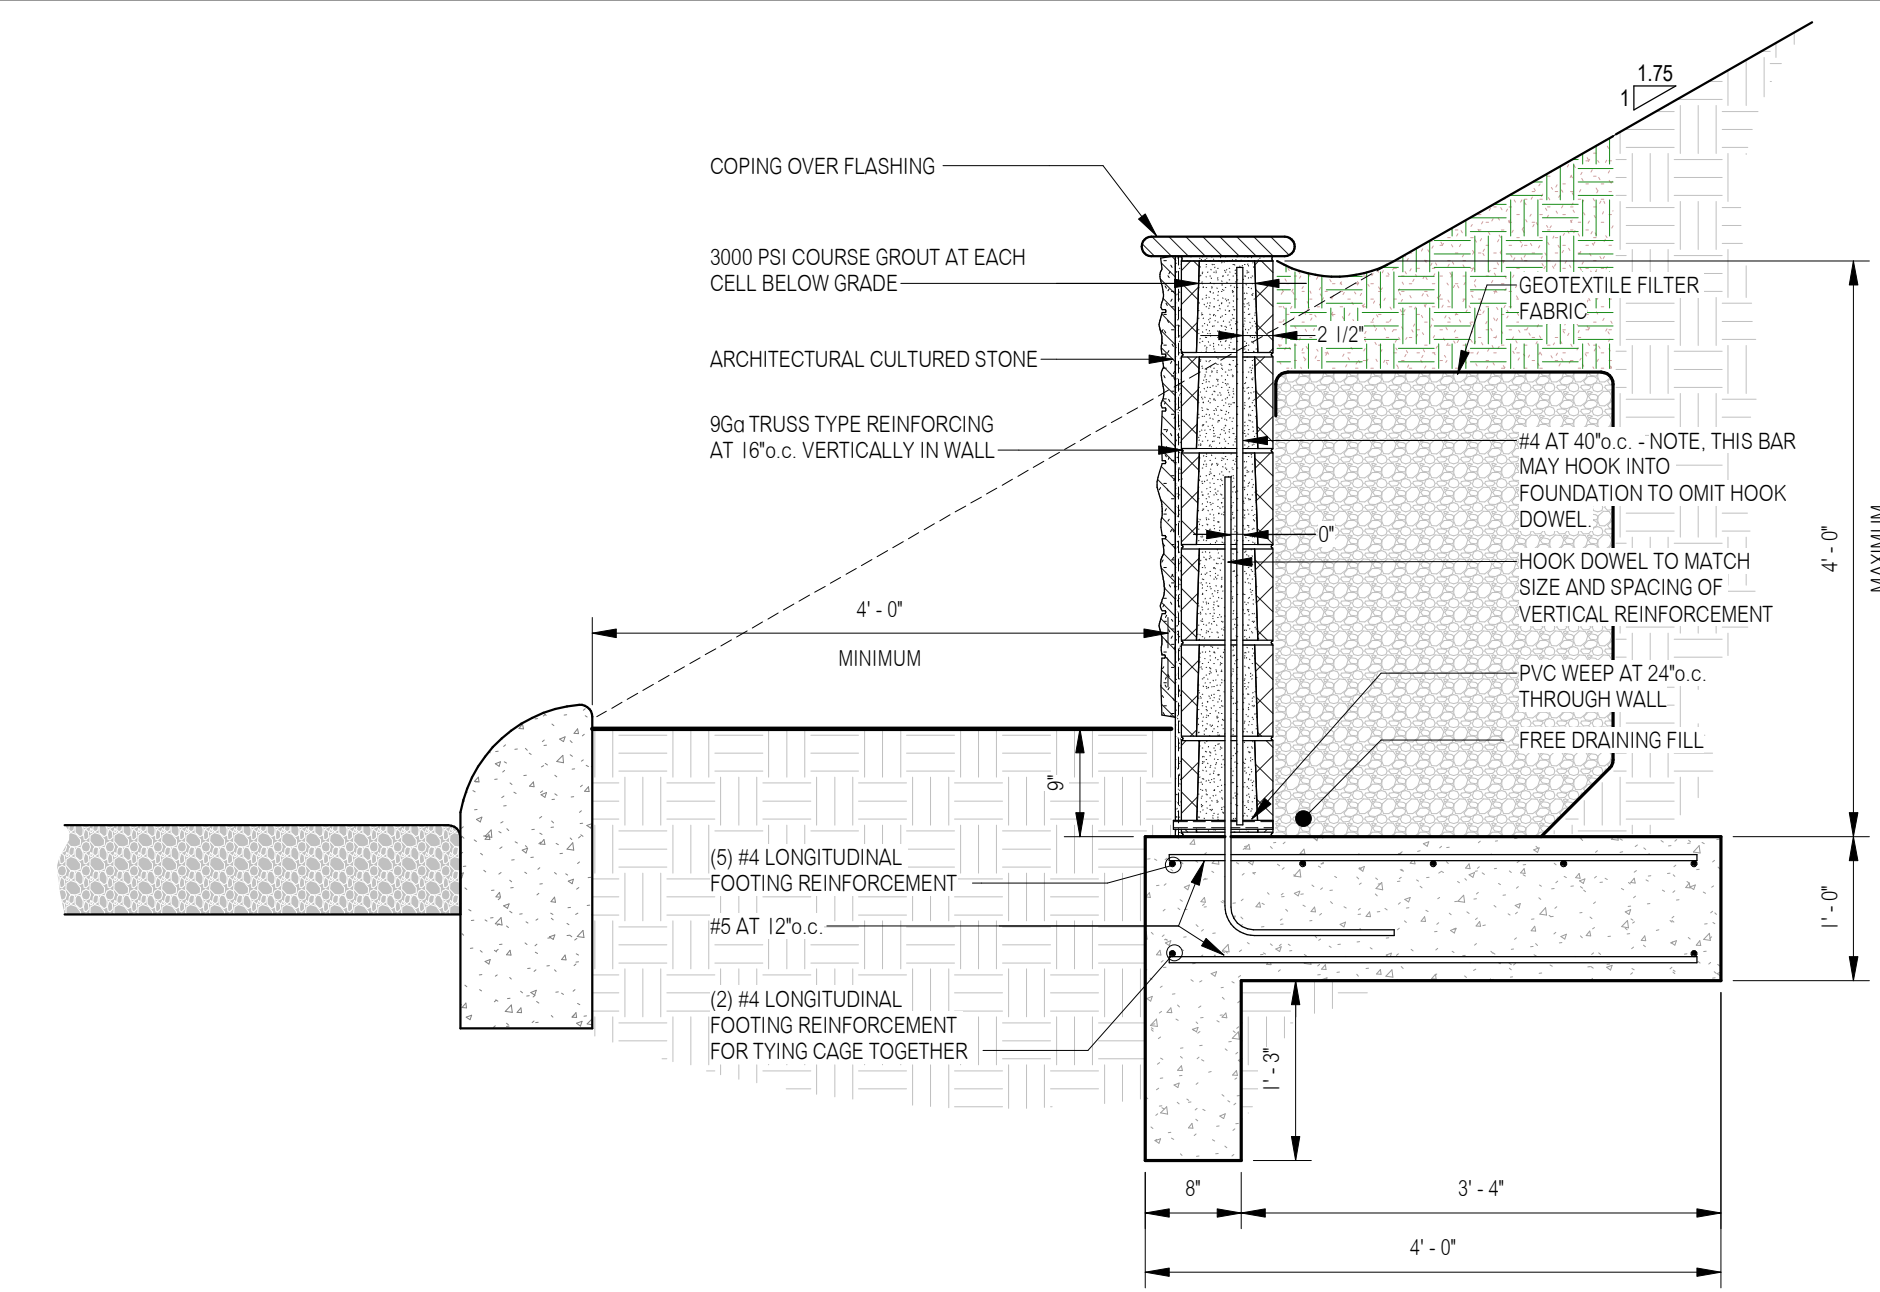 1.75
1
COPING OVER FLASHING
3000 PSI COURSE GROUT AT EACH
CELL BELOW GRADE
GEOTEXTILE FILTER
FABRIC
2 1/2"
ARCHITECTURAL CULTURED STONE
9Ga TRUSS TYPE REINFORCING
AT 16"o.c. VERTICALLY IN WALL
#4 AT 40"o.c. - NOTE, THIS BAR
MAY HOOK INTO
FOUNDATION TO OMIT HOOK
DOWEL.
0"
4' - 0"
MAXIMUM
HOOK DOWEL TO MATCH
SIZE AND SPACING OF
VERTICAL REINFORCEMENT
4' - 0"
MINIMUM
PVC WEEP AT 24"o.c.
THROUGH WALL
FREE DRAINING FILL
9"
(5) #4 LONGITUDINAL
FOOTING REINFORCEMENT
#5 AT 12"o.c.
1' - 0"
(2) #4 LONGITUDINAL
FOOTING REINFORCEMENT
FOR TYING CAGE TOGETHER
1' - 3"
8"
3' - 4"
4' - 0"